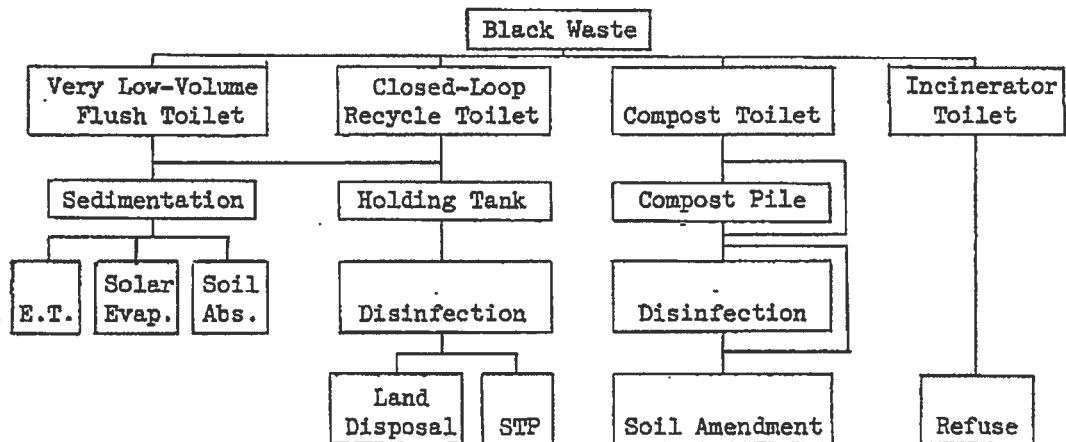 Black Waste
Very Low-Volume
Flush Toilet
Closed-Loop
Recycle Toilet
Compost Toilet
Incinerator
Toilet
Sedimentation
Holding Tank
Compost Pile
E.T.
Solar
Evap.
Soil
Abs.
Disinfection
Disinfection
Land
Disposal
STP
Soil Amendment
Refuse